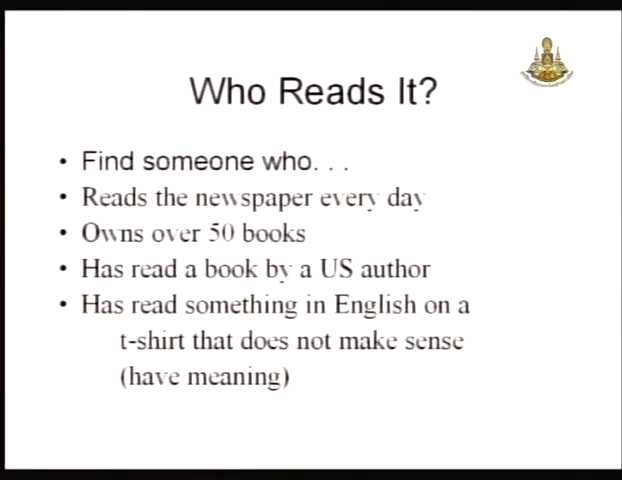 Who Reads It?
• Find someone who. . .
• Reads the newspaper every day
• Owns over 50 books
• Has read a book by a US author
• Has read something in English on a
t-shirt that does not make sense
(have meaning)